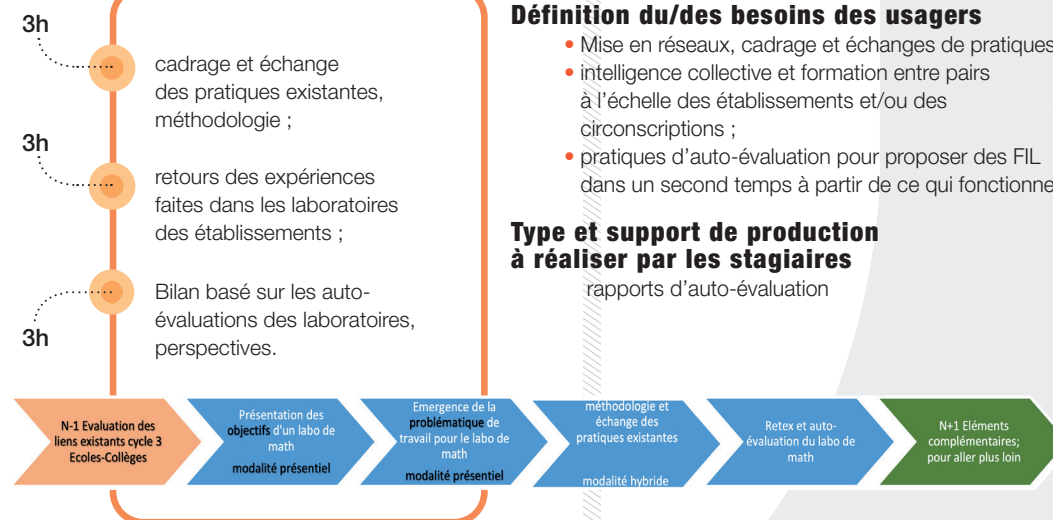 3h
cadrage et échange
des pratiques existantes,
méthodologie ;
3h
retours des expériences
faites dans les laboratoires
des établissements ;
3h
Bilan basé sur les auto-
évaluations des laboratoires,
perspectives.
Définition du/des besoins des usagers
• Mise en réseaux, cadrage et échanges de pratiques
• intelligence collective et formation entre pairs
à l’échelle des établissements et/ou des
circonscriptions ;
• pratiques d’auto-évaluation pour proposer des FIL
dans un second temps à partir de ce qui fonctionne
Type et support de production
à réaliser par les stagiaires
rapports d’auto-évaluation
N-1 Evaluation des
liens existants cycle 3
Ecoles-Collèges
Présentation des
objectifs d'un labo de
math
modalité présentiel
Emergence de la
problématique de
travail pour le labo de
math
modalité présentiel
méthodologie et
échange des
pratiques existantes
modalité hybride
Retex et auto-
évaluation du labo de
math
N+1 Eléments
complémentaires;
pour aller plus loin